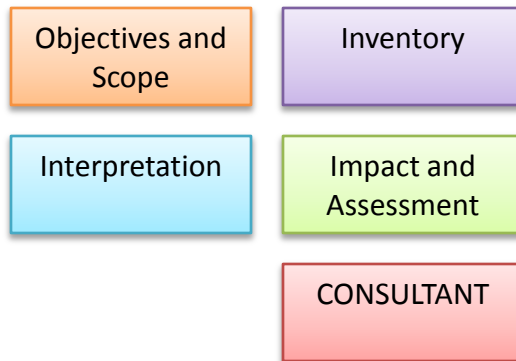 Objectives and
Scope
Inventory
Interpretation
Impact and
Assessment
CONSULTANT